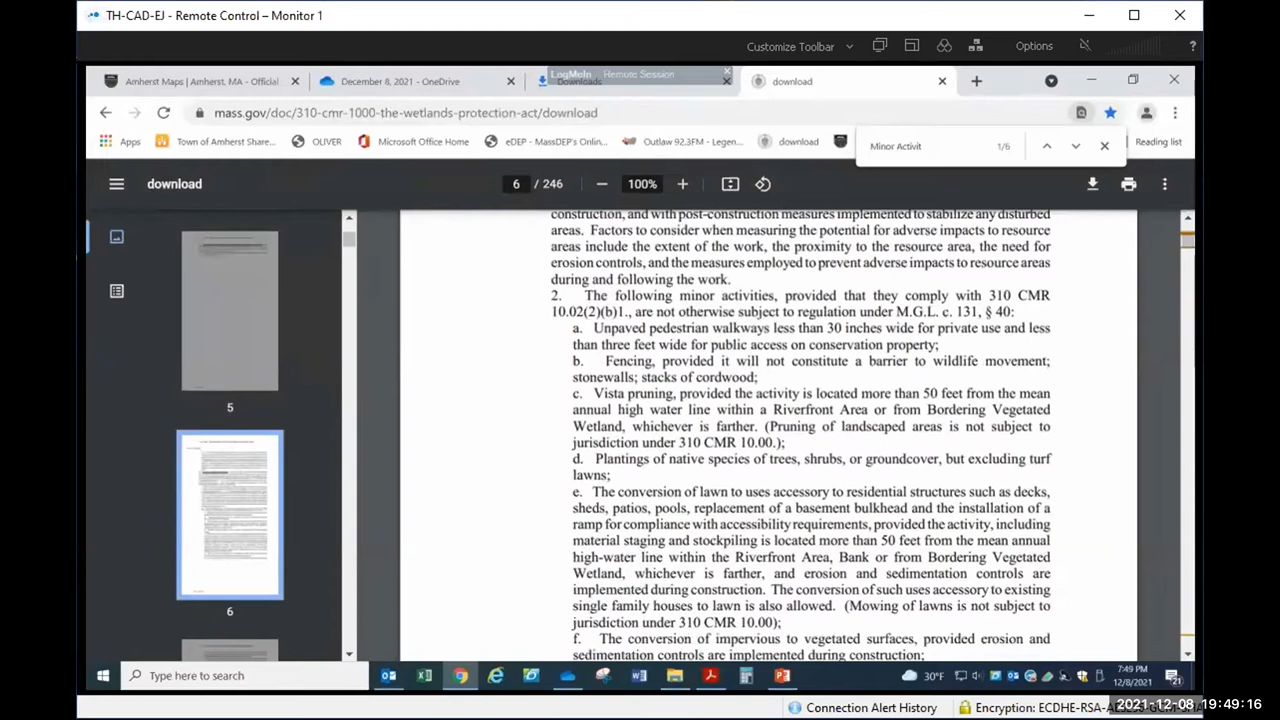 TH-CAD-EJ - Remote Control – Monitor 1
Customize Toolbar
Options
?
Amherst Maps | Amherst, MA - Official
December 8, 2021 - OneDrive
Downloads
LogMeIn Remote Session
download
mass.gov/doc/310-cmr-1000-the-wetlands-protection-act/download
Apps
Town of Amherst Share...
OLIVER
Microsoft Office Home
eDEP - MassDEP's Onlin...
Outlaw 92.3FM - Legen...
download
Minor Activit
1/6
Reading list
download
6 / 246
100%
construction, and with post-construction measures implemented to stabilize any disturbed
areas. Factors to consider when measuring the potential for adverse impacts to resource
areas include the extent of the work, the proximity to the resource area, the need for
erosion controls, and the measures employed to prevent adverse impacts to resource areas
during and following the work.
2. The following minor activities, provided that they comply with 310 CMR
10.02(2)(b)1., are not otherwise subject to regulation under M.G.L. c. 131, § 40:
a. Unpaved pedestrian walkways less than 30 inches wide for private use and less
than three feet wide for public access on conservation property;
b. Fencing, provided it will not constitute a barrier to wildlife movement;
stonewalls; stacks of cordwood;
c. Vista pruning, provided the activity is located more than 50 feet from the mean
annual high water line within a Riverfront Area or from Bordering Vegetated
Wetland, whichever is farther. (Pruning of landscaped areas is not subject to
jurisdiction under 310 CMR 10.00.);
d. Plantings of native species of trees, shrubs, or groundcover, but excluding turf
lawns;
e. The conversion of lawn to uses accessory to residential structures such as decks,
sheds, patios, pools, replacement of a basement bulkhead and the installation of a
ramp for compliance with accessibility requirements, provided the activity, including
material staging and stockpiling is located more than 50 feet from the mean annual
high-water line within the Riverfront Area, Bank or from Bordering Vegetated
Wetland, whichever is farther, and erosion and sedimentation controls are
implemented during construction. The conversion of such uses accessory to existing
single family houses to lawn is also allowed. (Mowing of lawns is not subject to
jurisdiction under 310 CMR 10.00);
f. The conversion of impervious to vegetated surfaces, provided erosion and
sedimentation controls are implemented during construction;
5
6
Type here to search
30°F
7:49 PM
12/8/2021
21
Connection Alert History
Encryption: ECDHE-RSA-
2021-12-08 19:49:16